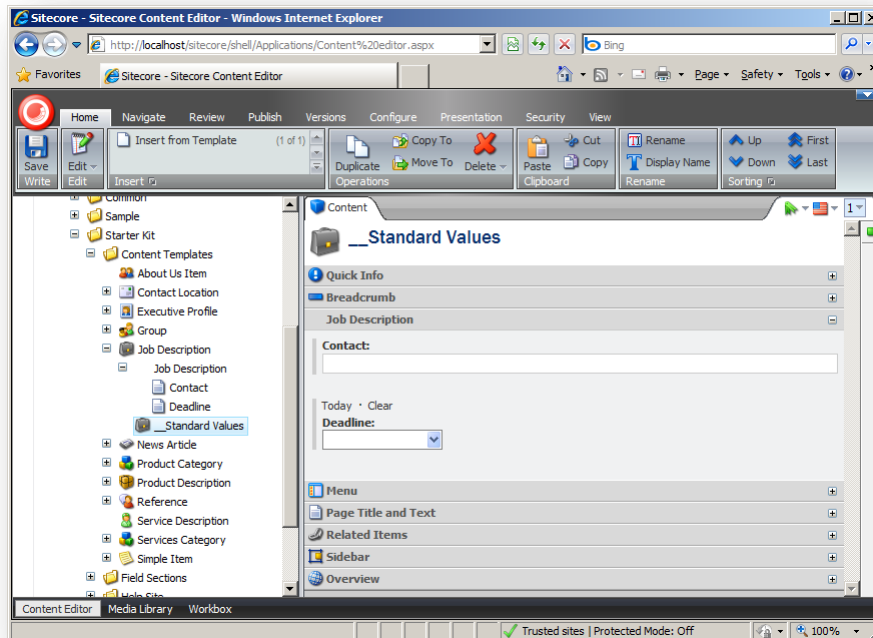 Sitecore - Sitecore Content Editor - Windows Internet Explorer
http://localhost/sitecore/shell/Applications/Content%20editor.aspx
Bing
Favorites
Sitecore - Sitecore Content Editor
Page
Safety
Tools
Home Navigate Review Publish Versions Configure Presentation Security View
Save
Write
Edit
Edit
Insert from Template (1 of 1)
Insert
Duplicate
Copy To
Move To
Delete
Operations
Paste
Cut
Copy
Clipboard
Rename
Display Name
Rename
Up
Down
First
Last
Sorting
Common
Sample
Starter Kit
Content Templates
About Us Item
Contact Location
Executive Profile
Group
Job Description
Job Description
Contact
Deadline
__Standard Values
News Article
Product Category
Product Description
Reference
Service Description
Services Category
Simple Item
Field Sections
Help Site
Content
1
__Standard Values
Quick Info
Breadcrumb
Job Description
Contact:
Today · Clear
Deadline:
Menu
Page Title and Text
Related Items
Sidebar
Overview
Content Editor Media Library Workbox
Trusted sites | Protected Mode: Off
100%